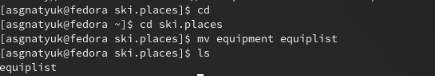 [asgnatyuk@fedora ski.places]$ cd
[asgnatyuk@fedora ~]$ cd ski.places
[asgnatyuk@fedora ski.places]$ mv equipment equiplist
[asgnatyuk@fedora ski.places]$ ls
equiplist